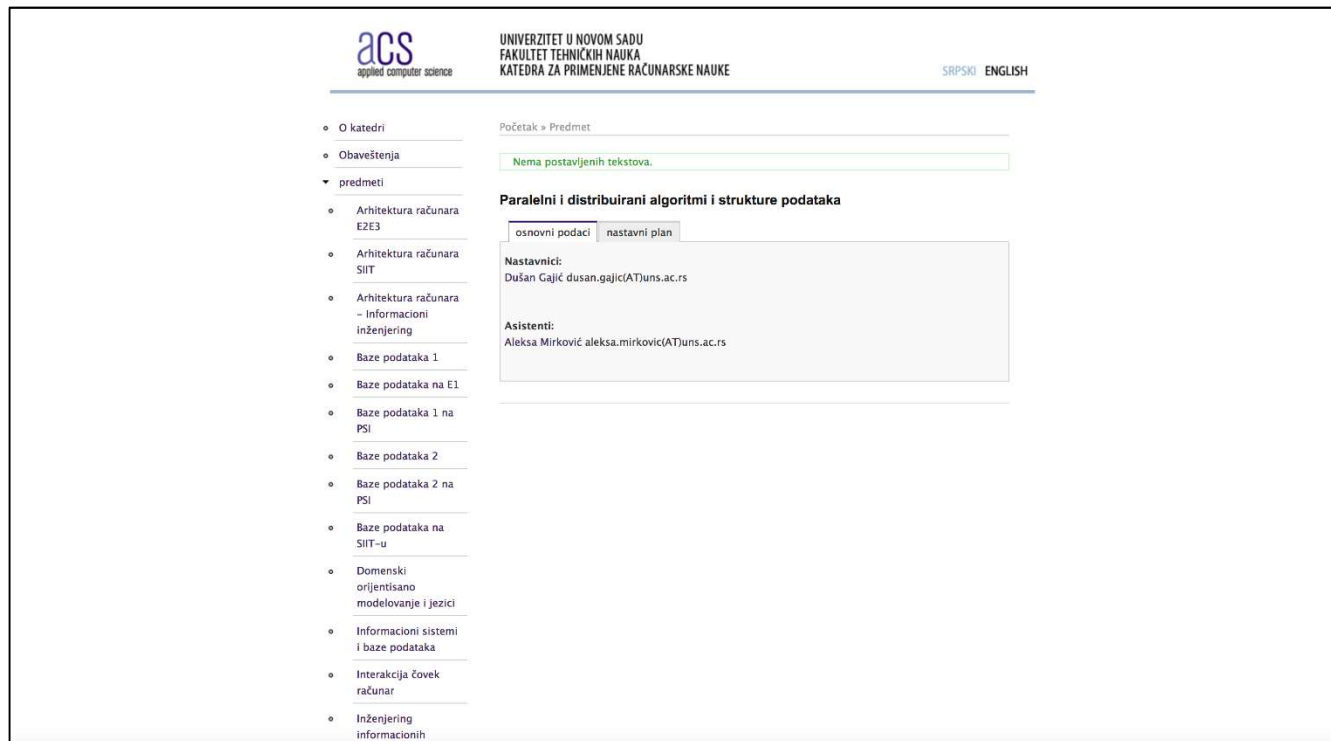 acs
applied computer science
UNIVERZITET U NOVOM SADU
FAKULTET TEHNIČKIH NAUKA
KATEDRA ZA PRIMENJENE RAČUNARSKE NAUKE
SRPSKI ENGLISH
O katedri
Obaveštenja
predmeti
Arhitektura računara
E2E3
Arhitektura računara
SIIT
Arhitektura računara
– Informacioni
inženjering
Baze podataka 1
Baze podataka na E1
Baze podataka 1 na
PSI
Baze podataka 2
Baze podataka 2 na
PSI
Baze podataka na
SIIT-u
Domenski
orijentisano
modelovanje i jezici
Informacioni sistemi
i baze podataka
Interakcija čovek
računar
Inženjering
informacionih
Početak » Predmet
Nema postavljenih tekstova.
Paralelni i distribuirani algoritmi i strukture podataka
osnovni podaci nastavni plan
Nastavnici:
Dušan Gajić dusan.gajic(AT)uns.ac.rs
Asistenti:
Aleksa Mirković aleksa.mirkovic(AT)uns.ac.rs